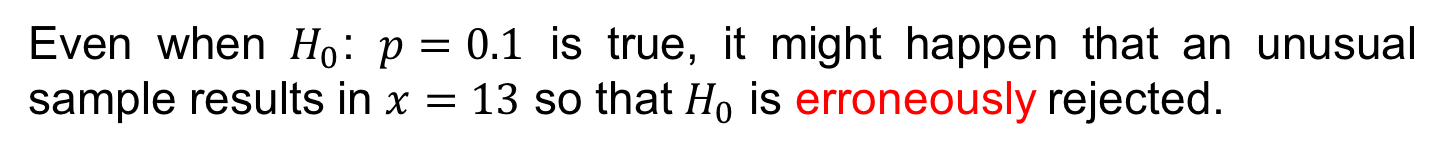 Even when H₀: p = 0.1 is true, it might happen that an unusual
sample results in x = 13 so that H₀ is erroneously rejected.